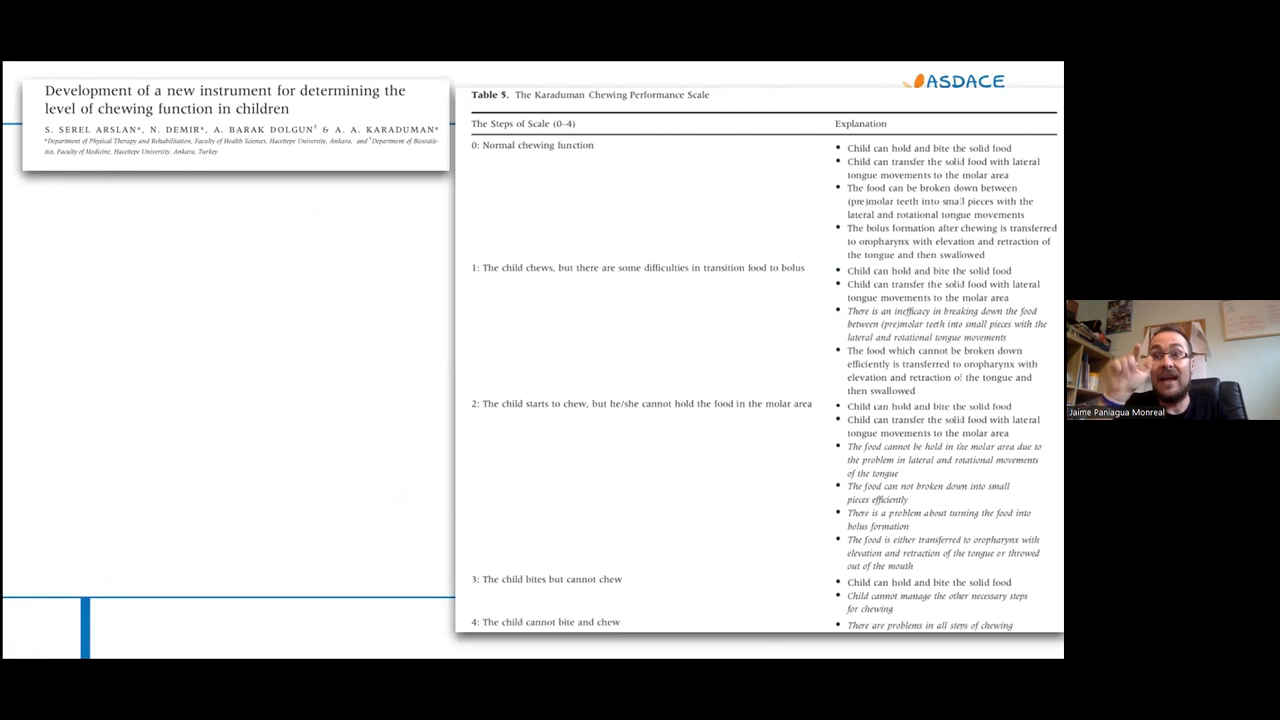 Development of a new instrument for determining the
level of chewing function in children
S. SEREL ARSLAN*, N. DEMIR*, A. BARAK DOLGUN† & A. A. KARADUMAN*
*Department of Physical Therapy and Rehabilitation, Faculty of Health Sciences, Hacettepe University, Ankara, and †Department of Biostatis-
tics, Faculty of Medicine, Hacettepe University, Ankara, Turkey
ASDACE
Table 5. The Karaduman Chewing Performance Scale
The Steps of Scale (0–4)
Explanation
0: Normal chewing function
• Child can hold and bite the solid food
• Child can transfer the solid food with lateral
tongue movements to the molar area
• The food can be broken down between
(pre)molar teeth into small pieces with the
lateral and rotational tongue movements
• The bolus formation after chewing is transferred
to oropharynx with elevation and retraction of
the tongue and then swallowed
1: The child chews, but there are some difficulties in transition food to bolus
• Child can hold and bite the solid food
• Child can transfer the solid food with lateral
tongue movements to the molar area
• There is an inefficacy in breaking down the food
between (pre)molar teeth into small pieces with the
lateral and rotational tongue movements
• The food which cannot be broken down
efficiently is transferred to oropharynx with
elevation and retraction of the tongue and
then swallowed
2: The child starts to chew, but he/she cannot hold the food in the molar area
• Child can hold and bite the solid food
• Child can transfer the solid food with lateral
tongue movements to the molar area
• The food cannot be hold in the molar area due to
the problem in lateral and rotational movements
of the tongue
• The food can not broken down into small
pieces efficiently
• There is a problem about turning the food into
bolus formation
• The food is either transferred to oropharynx with
elevation and retraction of the tongue or throwed
out of the mouth
3: The child bites but cannot chew
• Child can hold and bite the solid food
• Child cannot manage the other necessary steps
for chewing
4: The child cannot bite and chew
• There are problems in all steps of chewing
Jaime Paniagua Monreal